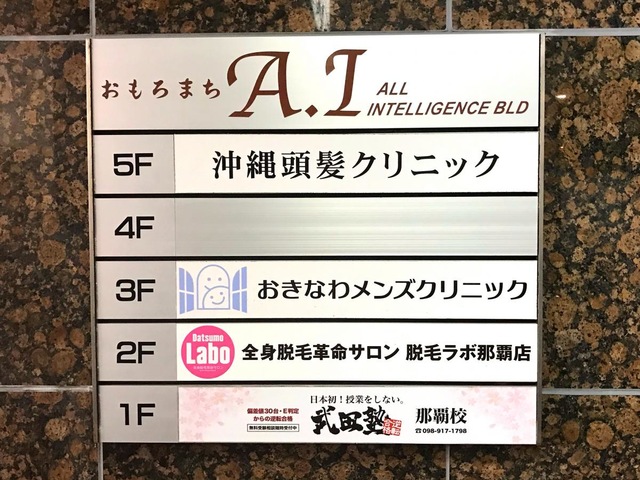 おもろまち A.I ALL
INTELLIGENCE BLD
5F 沖縄頭髪クリニック
4F
3F おきなわメンズクリニック
2F Datsumo Labo 全身脱毛革命サロン 脱毛ラボ那覇店
1F
偏差値30台・E判定
からの逆転合格
無料受験相談随時受付中
日本初!授業をしない。
武田塾 逆転合格
那覇校
☎098-917-1798